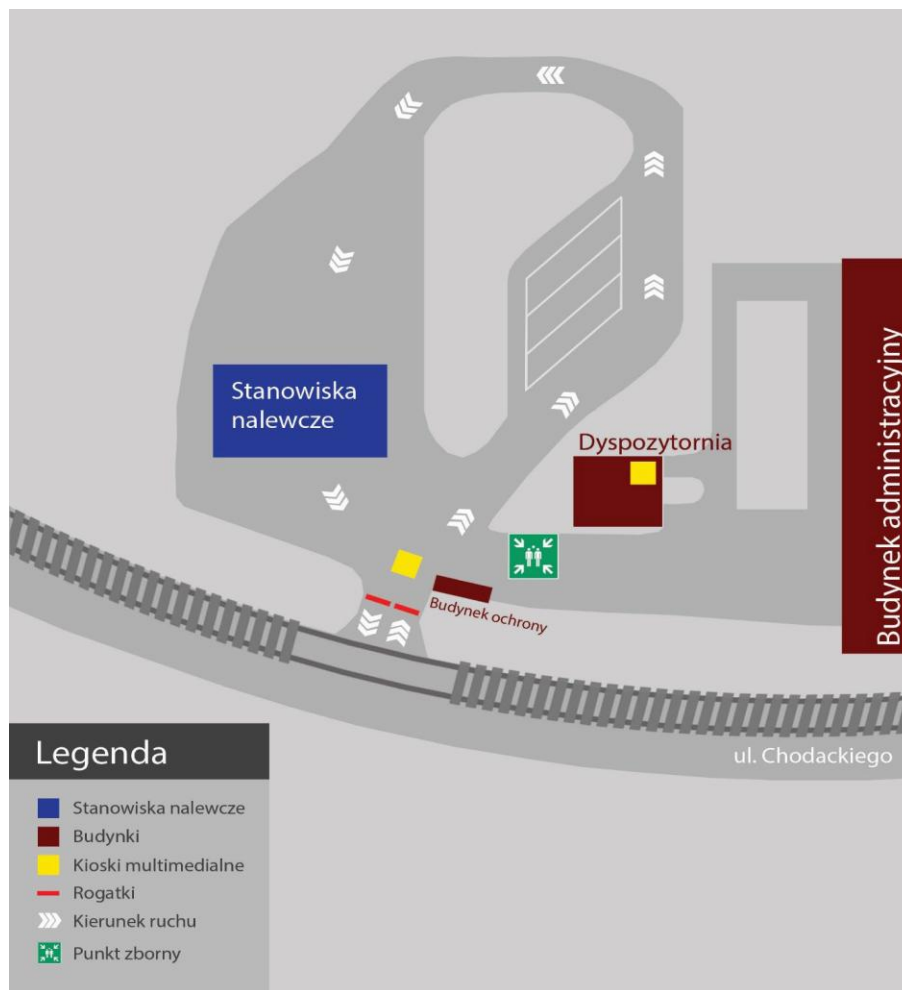 Stanowiska
nalewcze
Dyspozytornia
Budynek administracyjny
Budynek ochrony
ul. Chodackiego
Legenda
Stanowiska nalewcze
Budynki
Kioski multimedialne
Rogatki
Kierunek ruchu
Punkt zborny